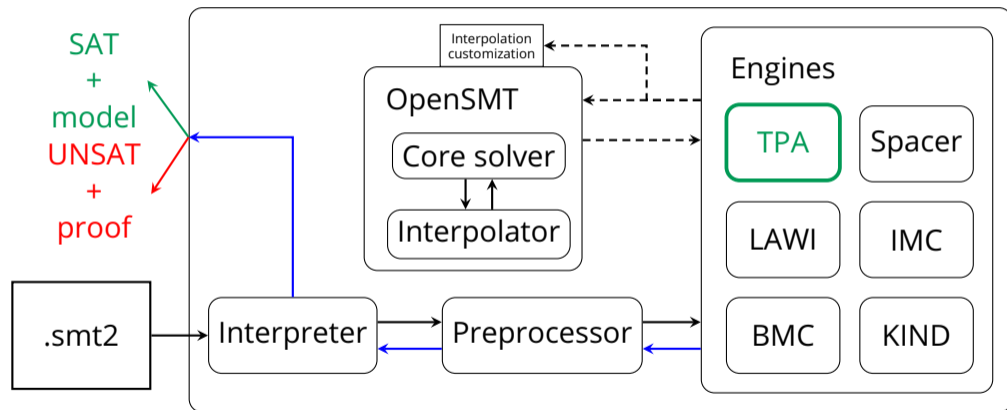 SAT
+
model
UNSAT
+
proof
.smt2
Interpolation
customization
OpenSMT
Core solver
Interpolator
Interpreter
Preprocessor
Engines
TPA
Spacer
LAWI
IMC
BMC
KIND